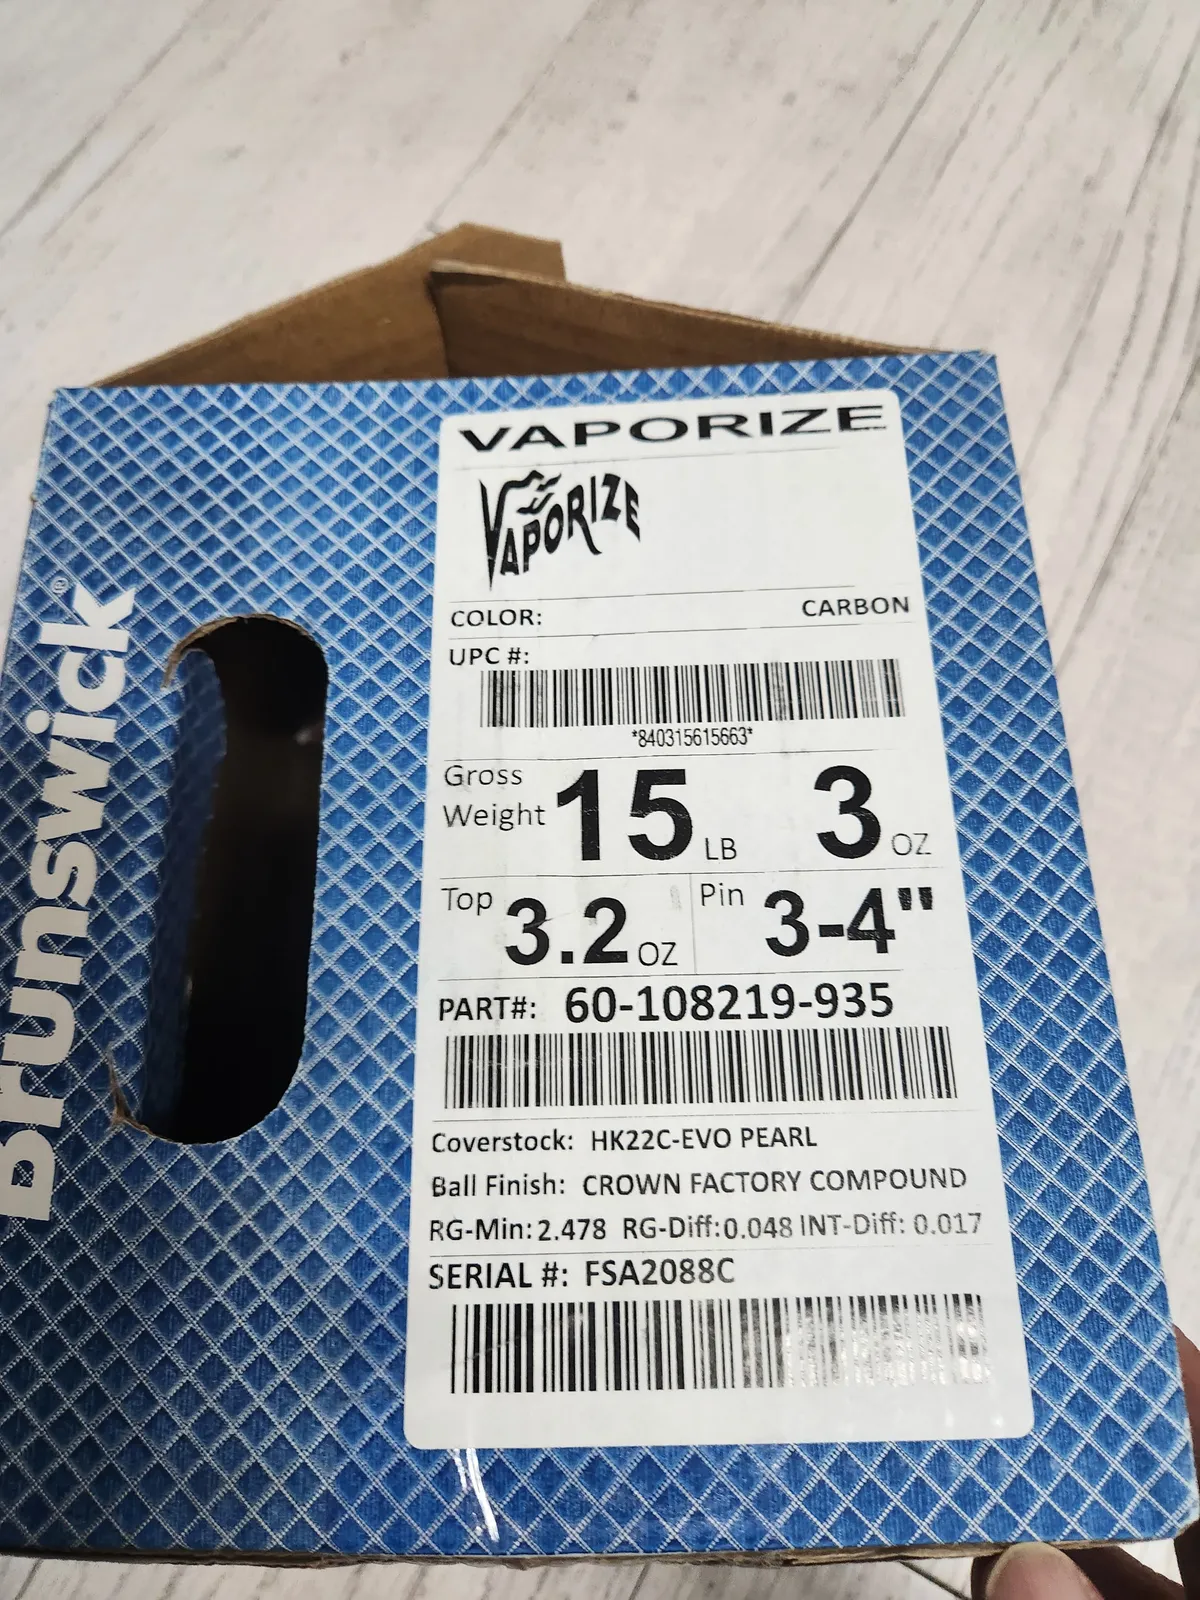 Brunswick®
VAPORIZE
VAPORIZE
COLOR: CARBON
UPC #:
*840315615663*
Gross Weight 15 LB 3 OZ
Top 3.2 OZ Pin 3-4"
PART#: 60-108219-935
Coverstock: HK22C-EVO PEARL
Ball Finish: CROWN FACTORY COMPOUND
RG-Min: 2.478 RG-Diff: 0.048 INT-Diff: 0.017
SERIAL #: FSA2088C